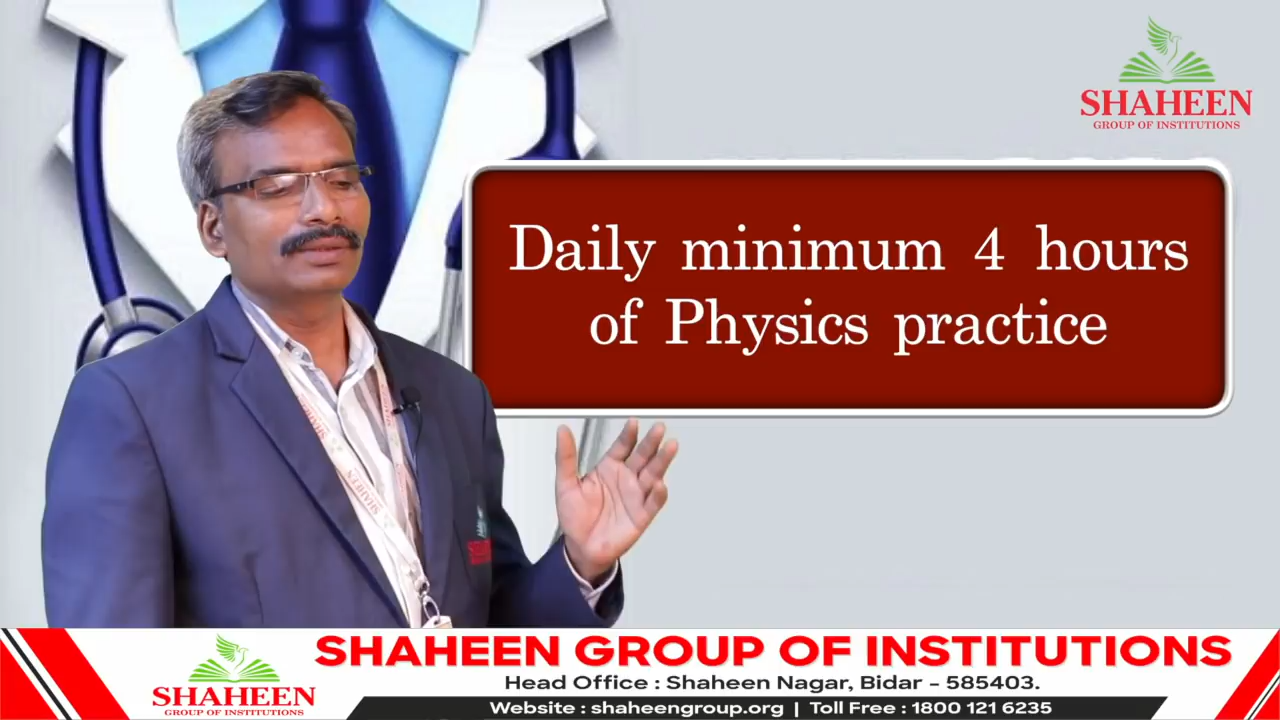 SHAHEEN
GROUP OF INSTITUTIONS
Daily minimum 4 hours
of Physics practice
SHAHEEN
SHAHEEN GROUP OF INSTITUTIONS
Head Office : Shaheen Nagar, Bidar - 585403.
Website : shaheengroup.org | Toll Free : 1800 121 6235
SHAHEEN
GROUP OF INSTITUTIONS